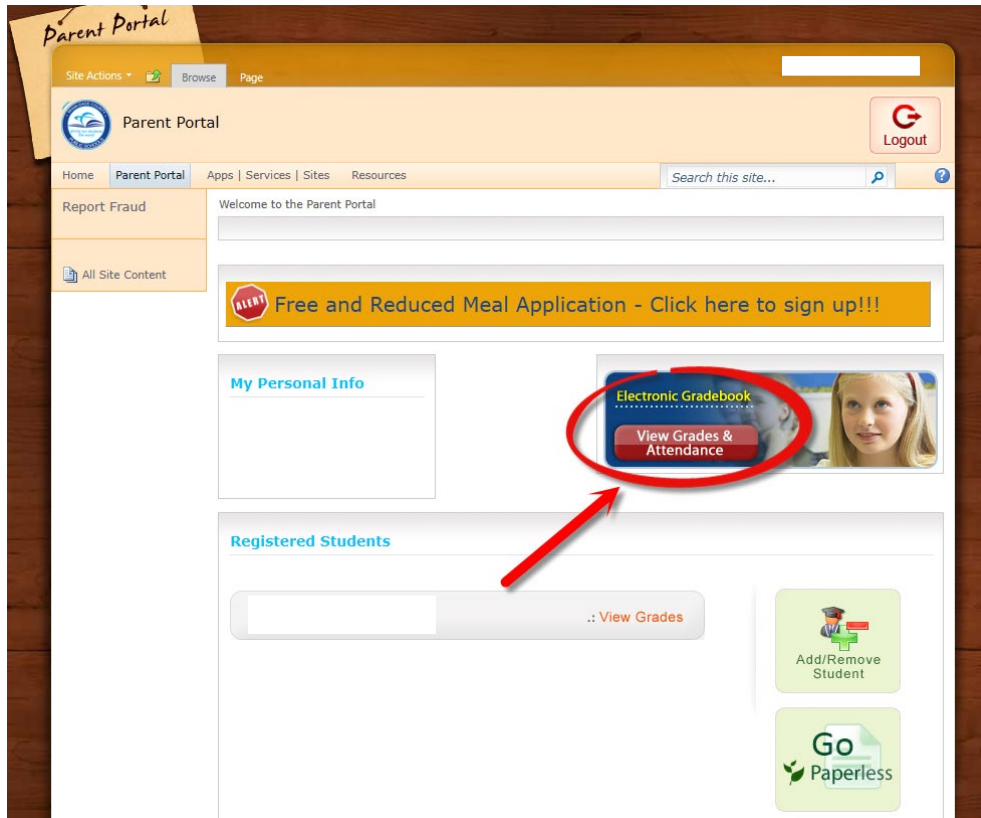 Parent Portal
Site Actions
Browse
Page
Parent Portal
Logout
Home
Parent Portal
Apps | Services | Sites
Resources
Search this site...
Report Fraud
Welcome to the Parent Portal
All Site Content
ALERT
Free and Reduced Meal Application - Click here to sign up!!!
My Personal Info
Electronic Gradebook
View Grades &
Attendance
Registered Students
.: View Grades
Add/Remove
Student
Go
Paperless